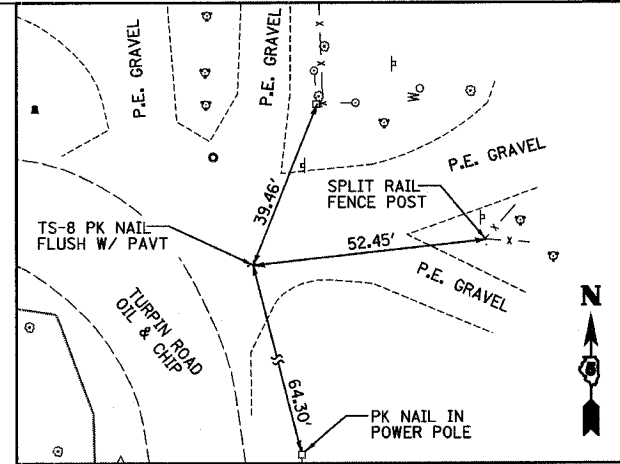 P.E. GRAVEL
P.E. GRAVEL
W
P.E. GRAVEL
39.46'
SPLIT RAIL
FENCE POST
TS-8 PK NAIL
FLUSH W/ PAVT
52.45'
P.E. GRAVEL
TURPIN ROAD
OIL & CHIP
N
5
64.30'
PK NAIL IN
POWER POLE